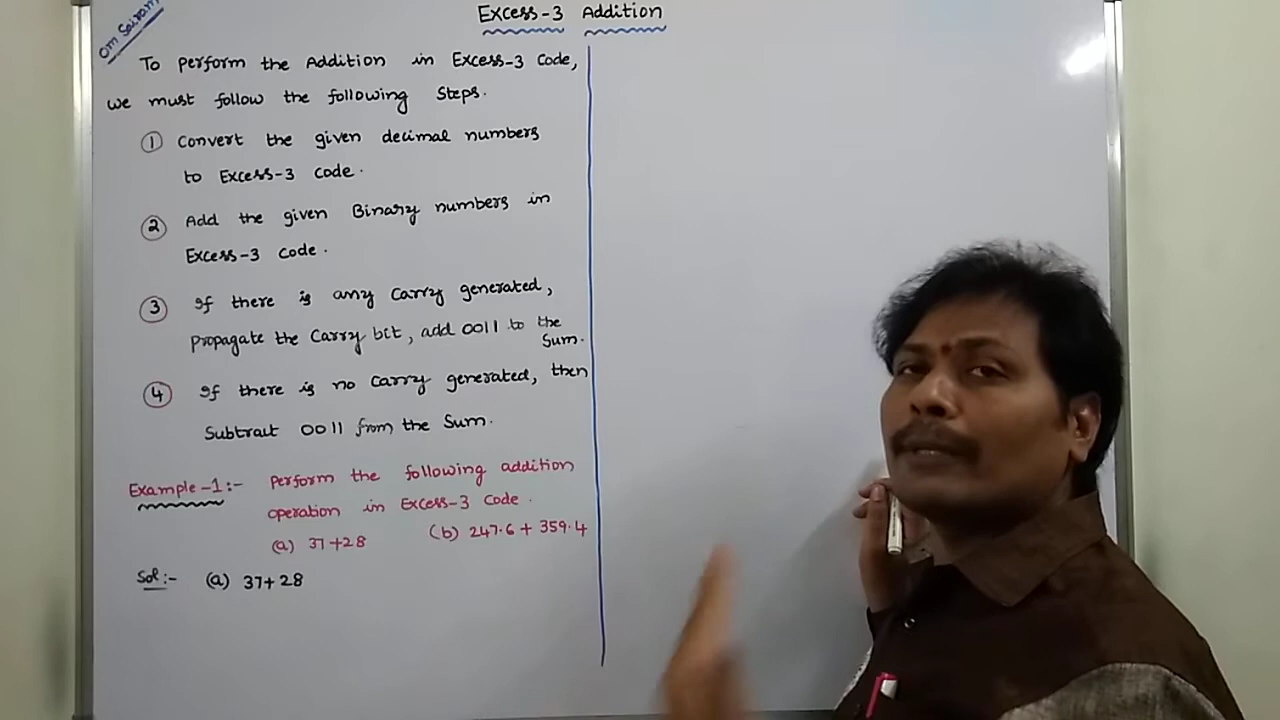 Om Sairam
Excess-3 Addition
To perform the Addition in Excess-3 Code,
we must follow the following Steps.
1 Convert the given decimal numbers
to Excess-3 code.
2 Add the given Binary numbers in
Excess-3 code.
3 If there is any Carry generated,
propagate the Carry bit, add 0011 to the
Sum.
4 If there is no Carry generated, then
Subtrait 0011 from the Sum.
Example-1:- Perform the following addition
operation in Excess-3 Code.
(a) 37+28 (b) 247.6 + 359.4
Sol:- (a) 37+28